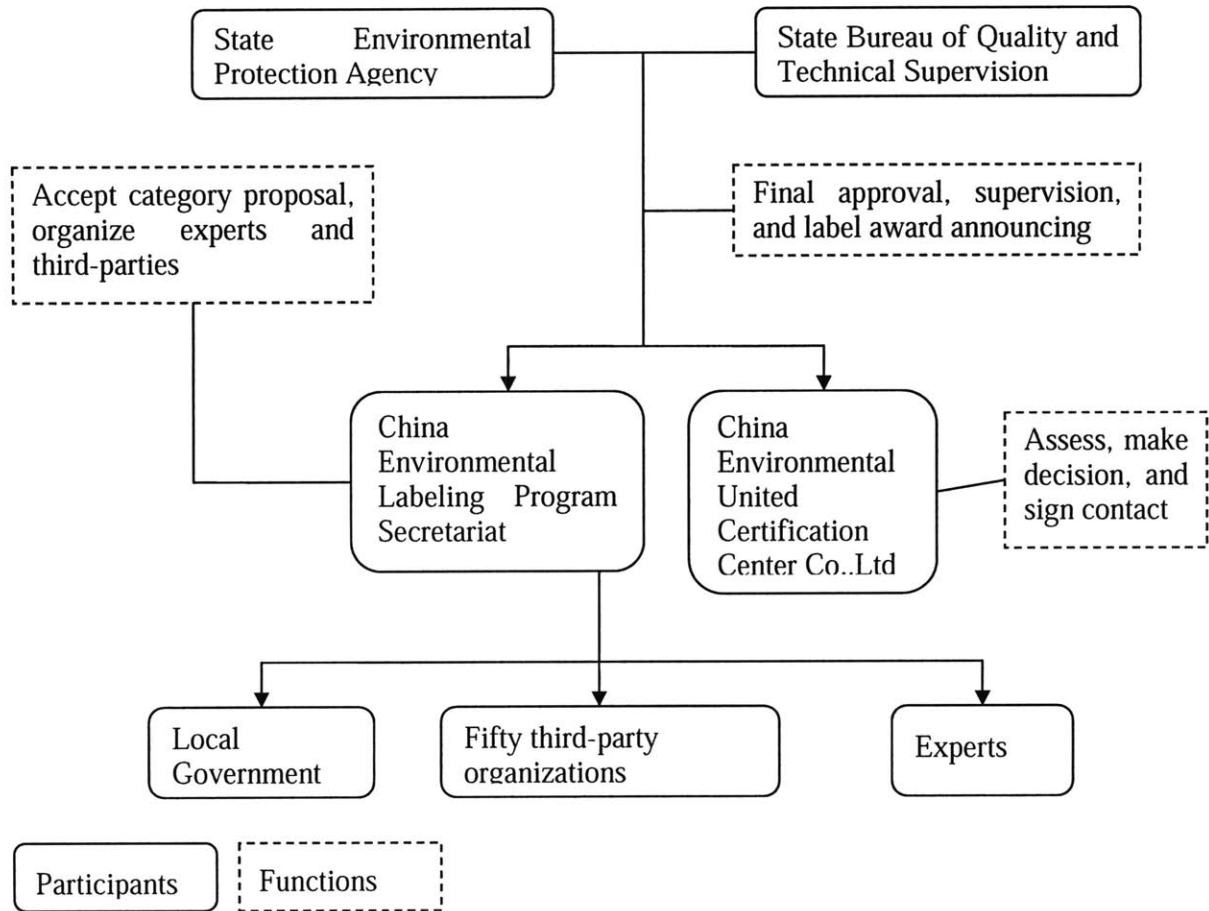 State Environmental
Protection Agency
State Bureau of Quality and
Technical Supervision
Accept category proposal,
organize experts and
third-parties
Final approval, supervision,
and label award announcing
China
Environmental
Labeling Program
Secretariat
China
Environmental
United
Certification
Center Co..Ltd
Assess, make
decision, and
sign contact
Local
Government
Fifty third-party
organizations
Experts
Participants
Functions